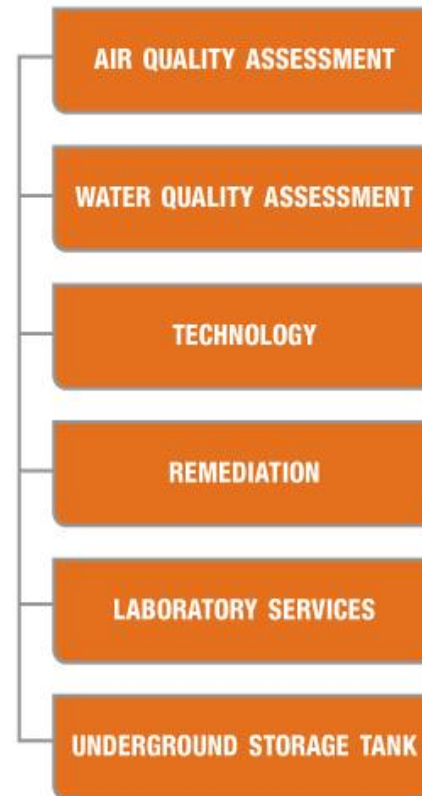 AIR QUALITY ASSESSMENT
WATER QUALITY ASSESSMENT
TECHNOLOGY
REMEDIATION
LABORATORY SERVICES
UNDERGROUND STORAGE TANK